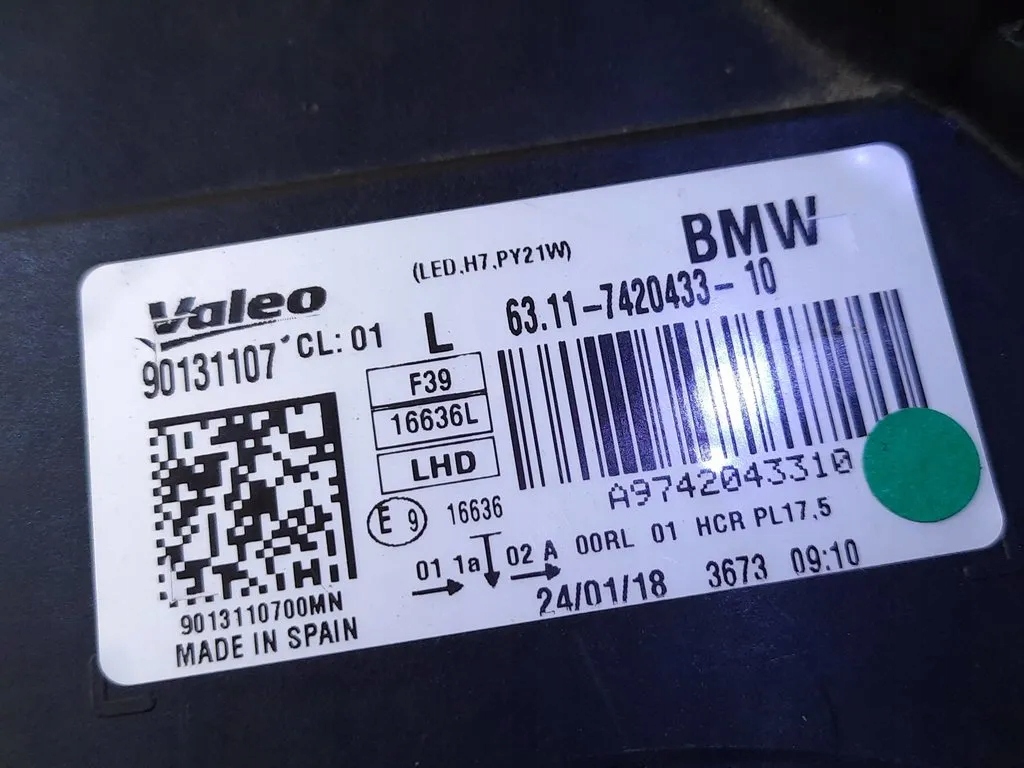 BMW
(LED,H7,PY21W)
Valeo
63.11-7420433-10
90131107 CL:01
L
F39
16636L
LHD
A9742043310
E 9 16636
01 1a 02 A 00RL 01 HCR PL17,5
24/01/18 3673 09:10
9013110700MN
MADE IN SPAIN